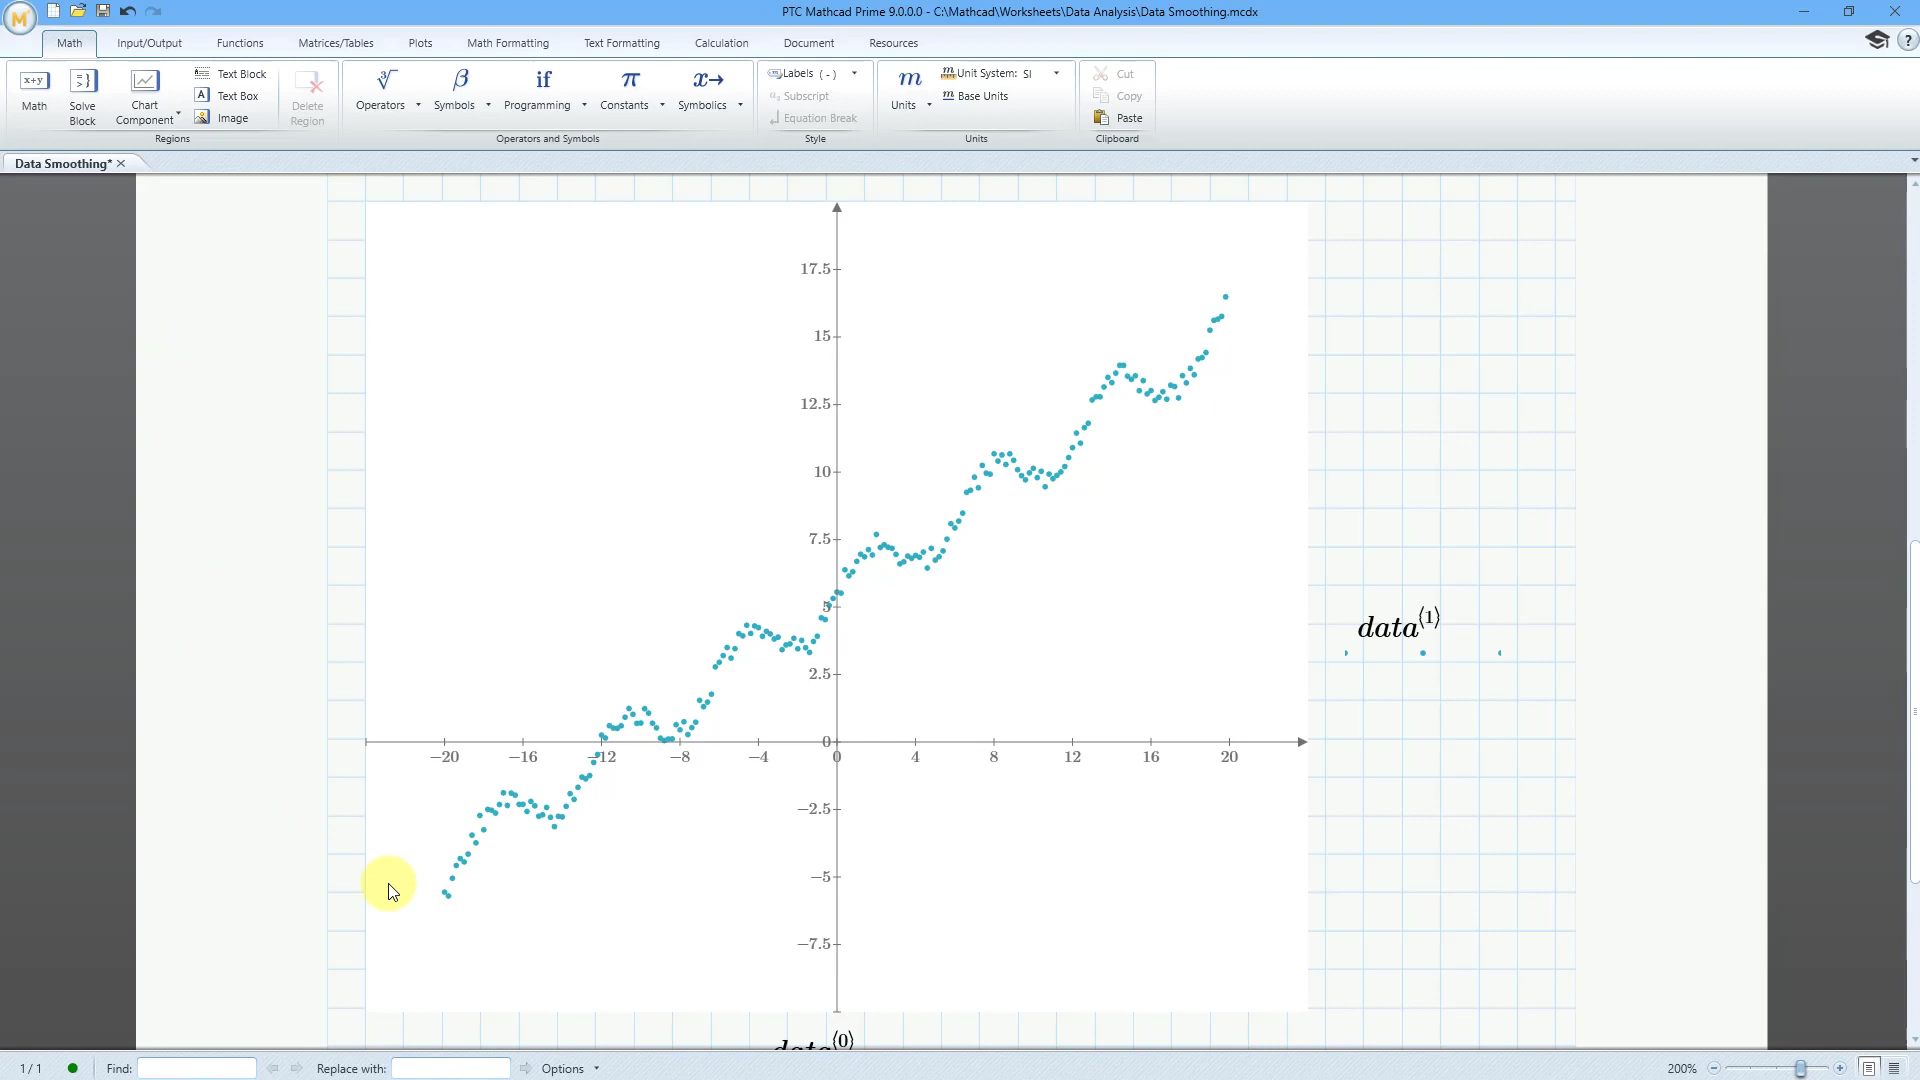 PTC Mathcad Prime 9.0.0.0 - C:\Mathcad\Worksheets\Data Analysis\Data Smoothing.mcdx
Math Input/Output Functions Matrices/Tables Plots Math Formatting Text Formatting Calculation Document Resources
Math
Solve Block
Chart Component
Text Block
Text Box
Image
Delete Region
Regions
Operators
Symbols
if Programming
π Constants
Symbolics
Operators and Symbols
Labels ( - )
Subscript
Equation Break
Style
m Units
Unit System: SI
Base Units
Units
Cut
Copy
Paste
Clipboard
Data Smoothing*
17.5
15
12.5
10
7.5
5
2.5
0
−20 −16 −12 −8 −4 0 4 8 12 16 20
−2.5
−5
−7.5
data⟨1⟩
data⟨0⟩
1 / 1 Find: Replace with: Options 200%